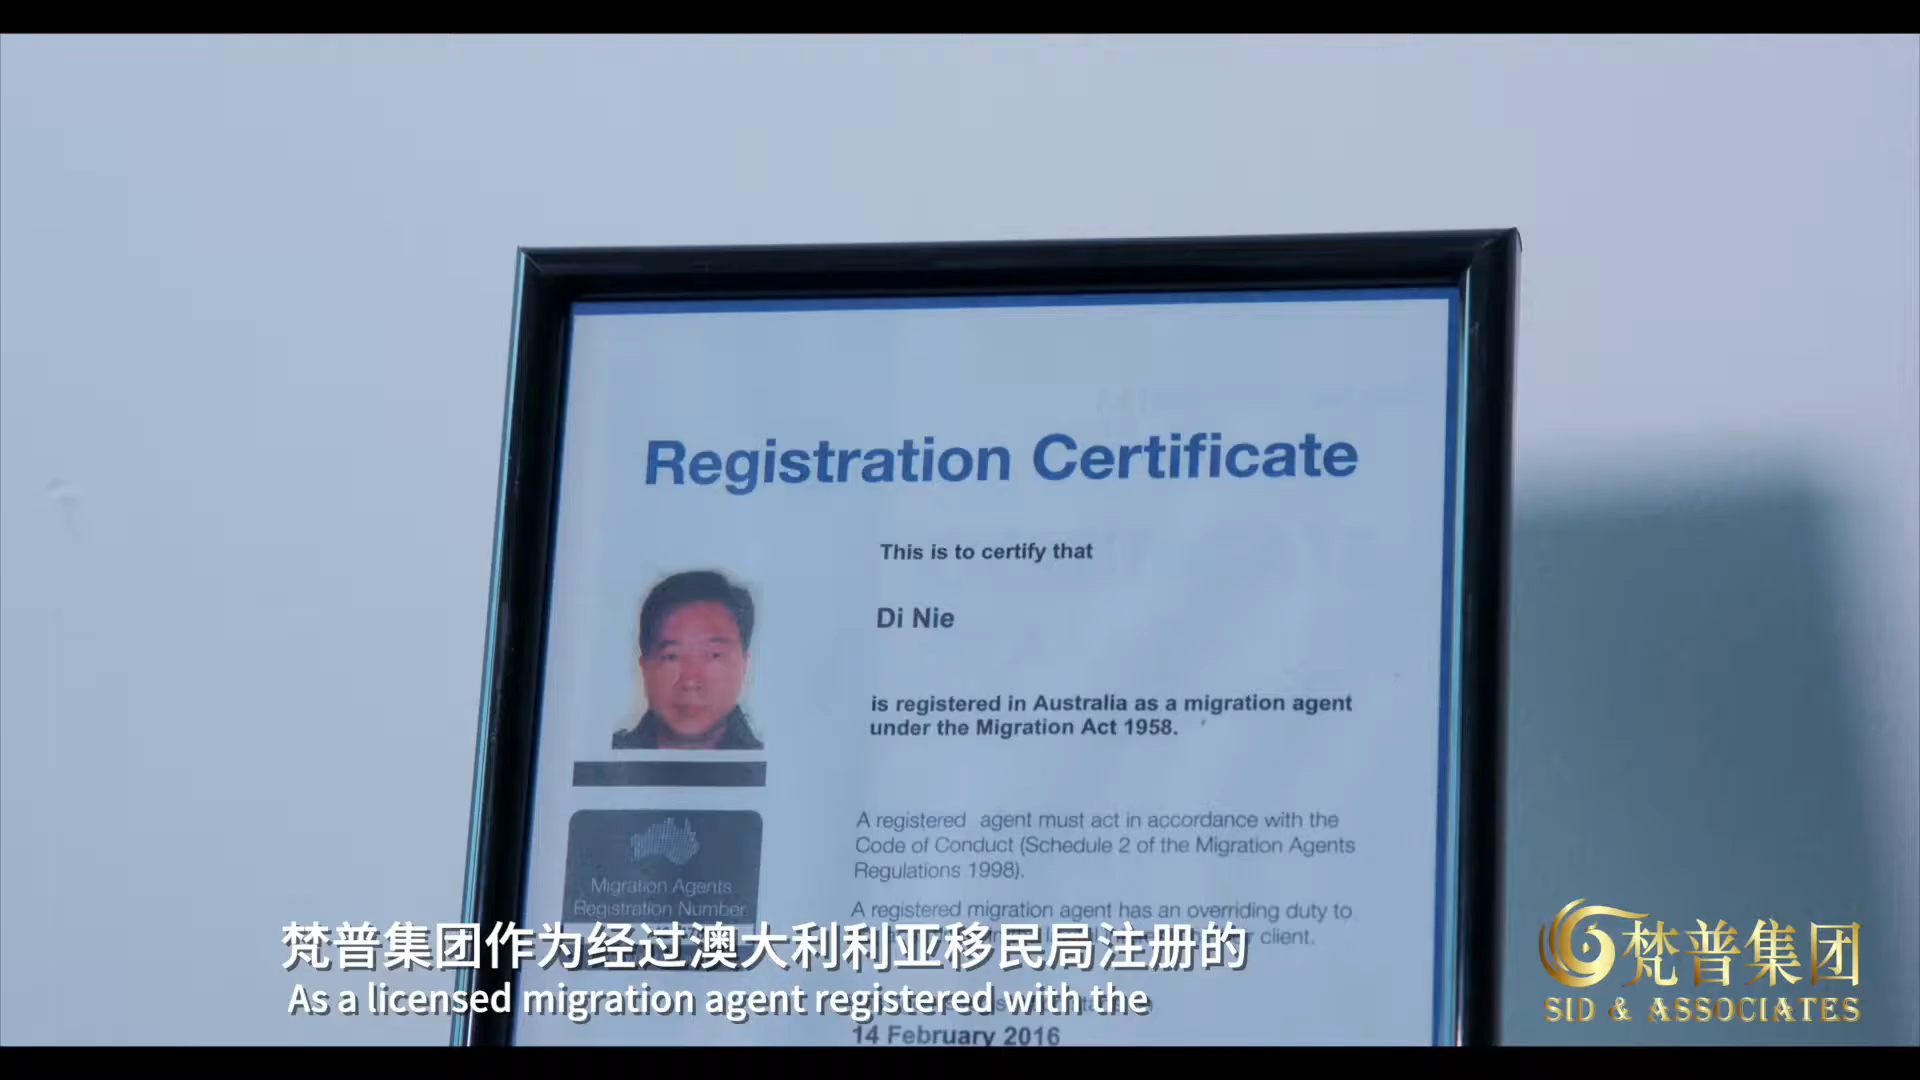 Registration Certificate
This is to certify that
Di Nie
is registered in Australia as a migration agent
under the Migration Act 1958.
A registered agent must act in accordance with the
Code of Conduct (Schedule 2 of the Migration Agents
Regulations 1998).
A registered migration agent has an overriding duty to
client.
14 February 2016
Migration Agents
Registration Number
梵普集团作为经过澳大利利亚移民局注册的
As a licensed migration agent registered with the
梵普集团
SID & ASSOCIATES